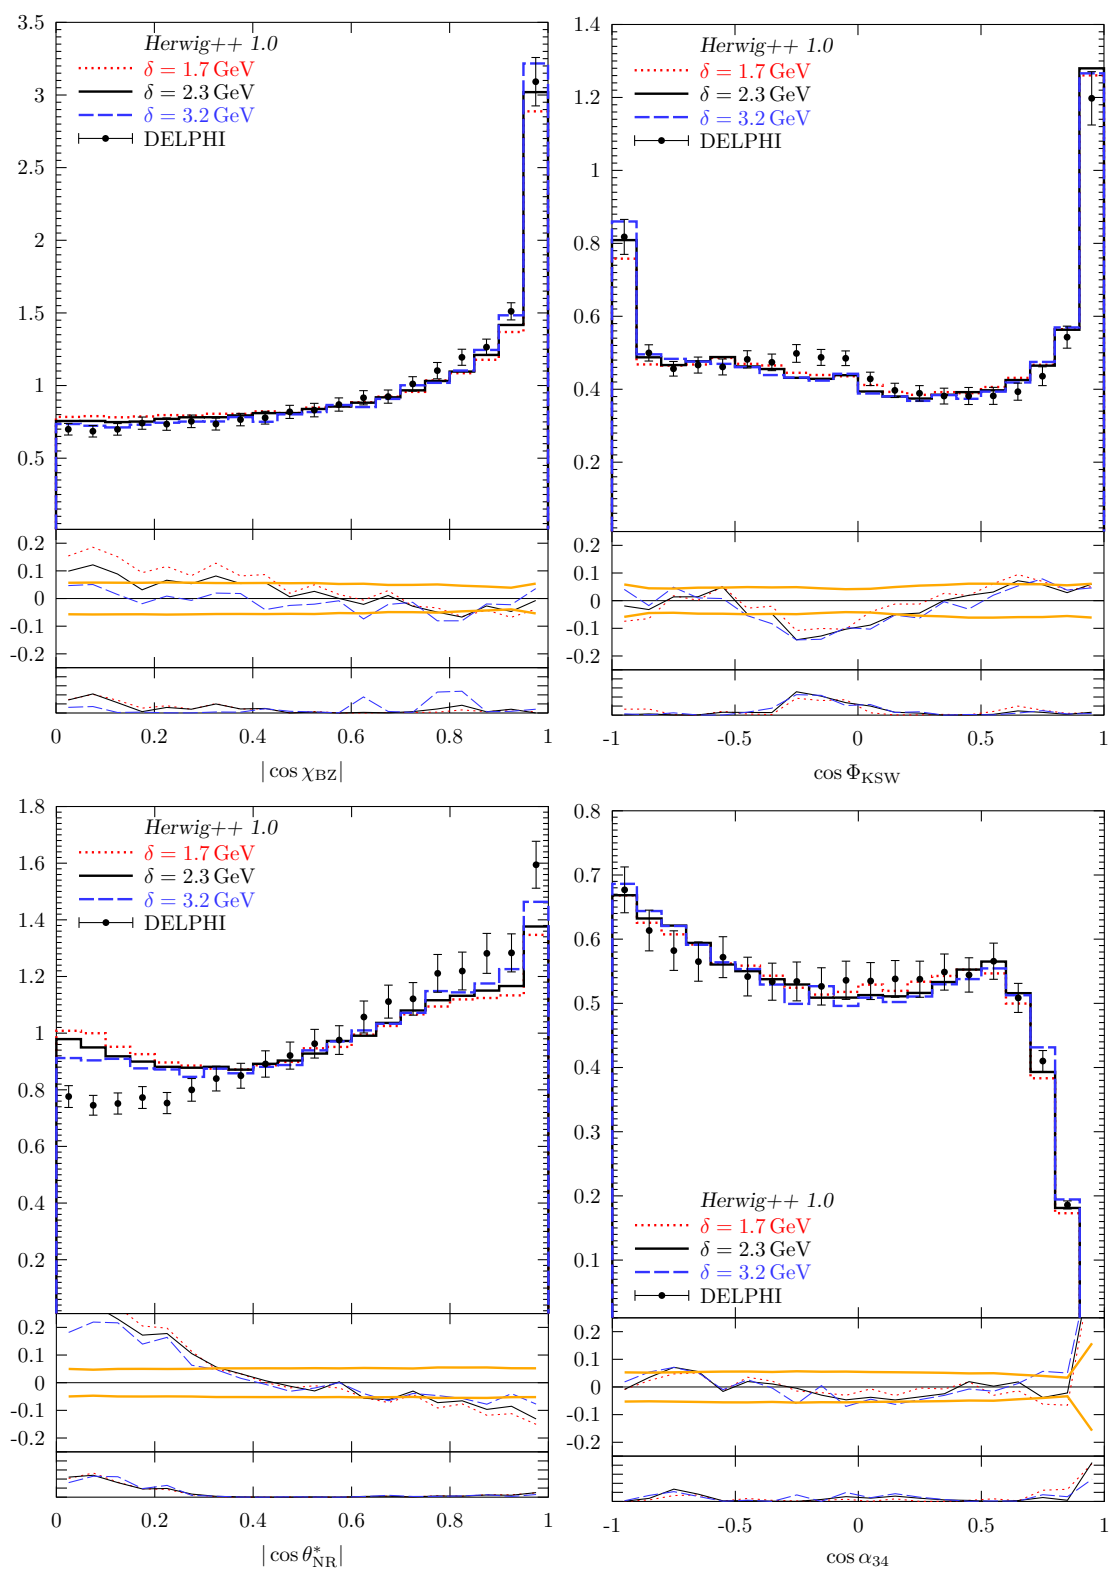 3.5
3
2.5
2
1.5
1
0.5
Herwig++ 1.0
δ = 1.7 GeV
δ = 2.3 GeV
δ = 3.2 GeV
DELPHI
0.2
0.1
0
-0.1
-0.2
0 0.2 0.4 0.6 0.8 1
| cos χBZ|
1.4
1.2
1
0.8
0.6
0.4
0.2
Herwig++ 1.0
δ = 1.7 GeV
δ = 2.3 GeV
δ = 3.2 GeV
DELPHI
0.2
0.1
0
-0.1
-0.2
-1 -0.5 0 0.5 1
cos ΦKSW
1.8
1.6
1.4
1.2
1
0.8
0.6
0.4
0.2
Herwig++ 1.0
δ = 1.7 GeV
δ = 2.3 GeV
δ = 3.2 GeV
DELPHI
0.2
0.1
0
-0.1
-0.2
0 0.2 0.4 0.6 0.8 1
| cos θ*NR|
0.8
0.7
0.6
0.5
0.4
0.3
0.2
0.1
Herwig++ 1.0
δ = 1.7 GeV
δ = 2.3 GeV
δ = 3.2 GeV
DELPHI
0.2
0.1
0
-0.1
-0.2
-1 -0.5 0 0.5 1
cos α34